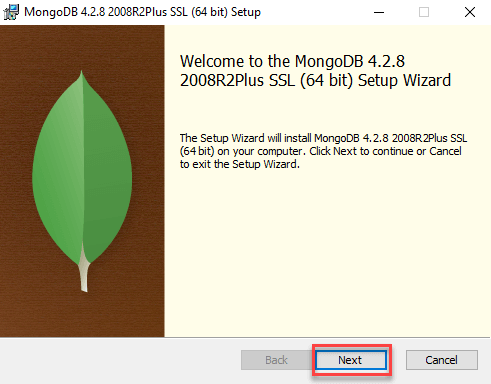 MongoDB 4.2.8 2008R2Plus SSL (64 bit) Setup
Welcome to the MongoDB 4.2.8
2008R2Plus SSL (64 bit) Setup Wizard
The Setup Wizard will install MongoDB 4.2.8 2008R2Plus SSL
(64 bit) on your computer. Click Next to continue or Cancel
to exit the Setup Wizard.
Back Next Cancel